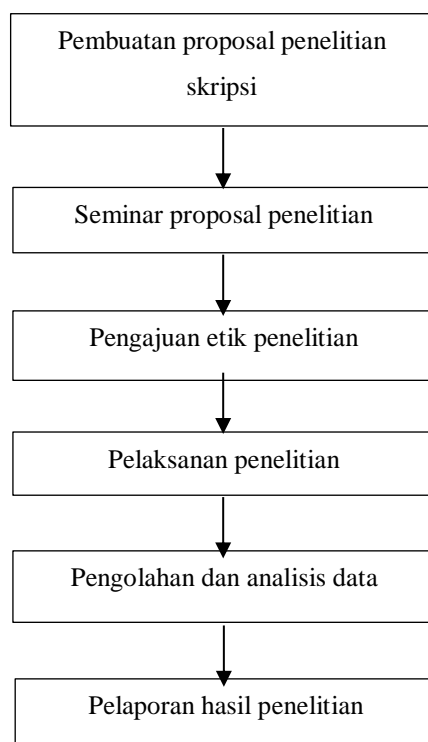 Pembuatan proposal penelitian
skripsi
Seminar proposal penelitian
Pengajuan etik penelitian
Pelaksanan penelitian
Pengolahan dan analisis data
Pelaporan hasil penelitian